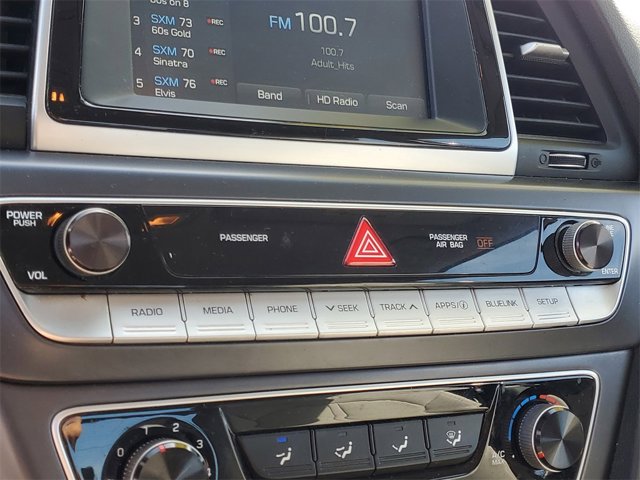 60s on 6
3 SXM 73 REC
60s Gold
4 SXM 70 REC
Sinatra
5 SXM 76 REC
Elvis
FM 100.7
100.7
Adult_Hits
Band HD Radio Scan
POWER
PUSH
VOL
PASSENGER
PASSENGER
AIR BAG OFF
ENTER
RADIO MEDIA PHONE SEEK TRACK APPS/i BLUELINK SETUP
0 1 2 3
A/C
MAX